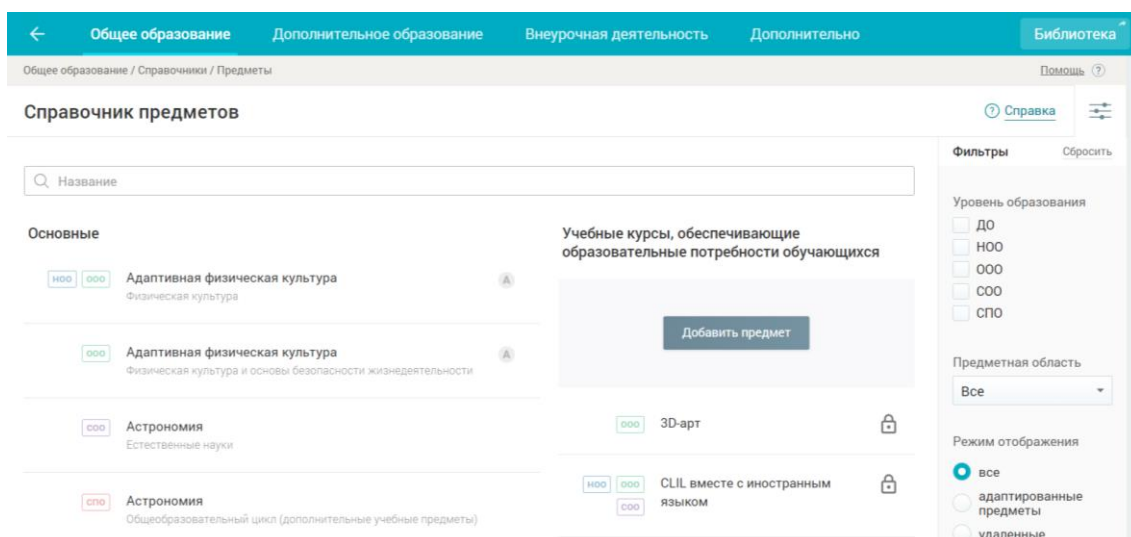 Общее образование
Дополнительное образование
Внеурочная деятельность
Дополнительно
Библиотека
Общее образование / Справочники / Предметы
Помощь ?
Справочник предметов
? Справка
Название
Основные
НОО ООО Адаптивная физическая культура А
Физическая культура
ООО Адаптивная физическая культура А
Физическая культура и основы безопасности жизнедеятельности
СОО Астрономия
Естественные науки
СПО Астрономия
Общеобразовательный цикл (дополнительные учебные предметы)
Учебные курсы, обеспечивающие
образовательные потребности обучающихся
Добавить предмет
ООО 3D-арт
НОО ООО CLIL вместе с иностранным
СОО языком
Фильтры Сбросить
Уровень образования
ДО
НОО
ООО
СОО
СПО
Предметная область
Все
Режим отображения
все
адаптированные
предметы
удаленные